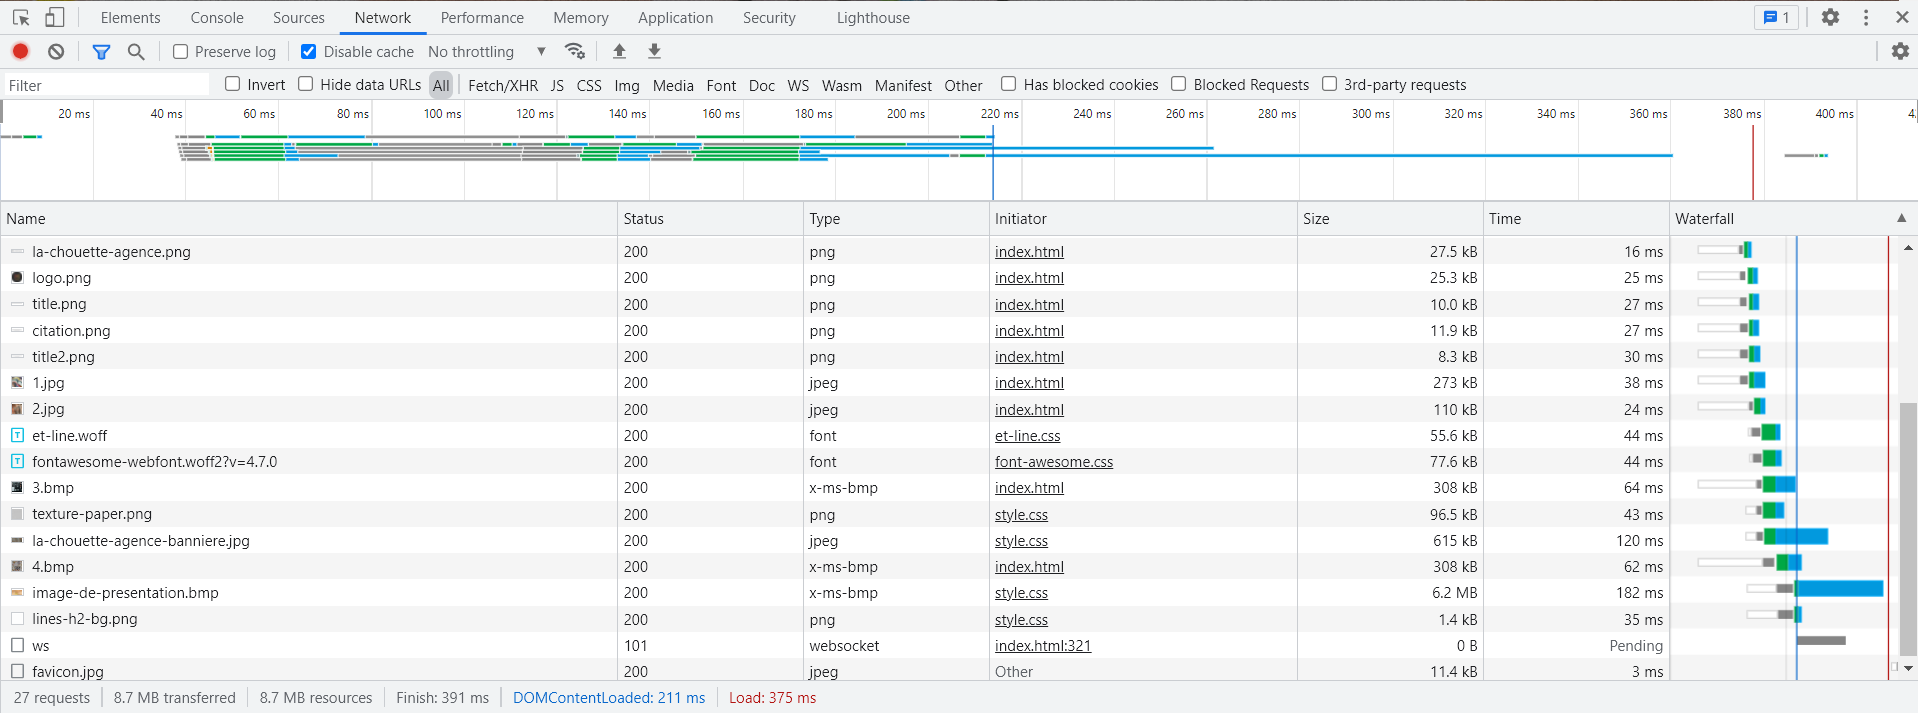 Elements Console Sources Network Performance Memory Application Security Lighthouse 1
Preserve log Disable cache No throttling
Filter Invert Hide data URLs All Fetch/XHR JS CSS Img Media Font Doc WS Wasm Manifest Other Has blocked cookies Blocked Requests 3rd-party requests
20 ms 40 ms 60 ms 80 ms 100 ms 120 ms 140 ms 160 ms 180 ms 200 ms 220 ms 240 ms 260 ms 280 ms 300 ms 320 ms 340 ms 360 ms 380 ms 400 ms
Name Status Type Initiator Size Time Waterfall
la-chouette-agence.png 200 png index.html 27.5 kB 16 ms
logo.png 200 png index.html 25.3 kB 25 ms
title.png 200 png index.html 10.0 kB 27 ms
citation.png 200 png index.html 11.9 kB 27 ms
title2.png 200 png index.html 8.3 kB 30 ms
1.jpg 200 jpeg index.html 273 kB 38 ms
2.jpg 200 jpeg index.html 110 kB 24 ms
et-line.woff 200 font et-line.css 55.6 kB 44 ms
fontawesome-webfont.woff2?v=4.7.0 200 font font-awesome.css 77.6 kB 44 ms
3.bmp 200 x-ms-bmp index.html 308 kB 64 ms
texture-paper.png 200 png style.css 96.5 kB 43 ms
la-chouette-agence-banniere.jpg 200 jpeg style.css 615 kB 120 ms
4.bmp 200 x-ms-bmp index.html 308 kB 62 ms
image-de-presentation.bmp 200 x-ms-bmp style.css 6.2 MB 182 ms
lines-h2-bg.png 200 png style.css 1.4 kB 35 ms
ws 101 websocket index.html:321 0 B Pending
favicon.jpg 200 jpeg Other 11.4 kB 3 ms
27 requests 8.7 MB transferred 8.7 MB resources Finish: 391 ms DOMContentLoaded: 211 ms Load: 375 ms